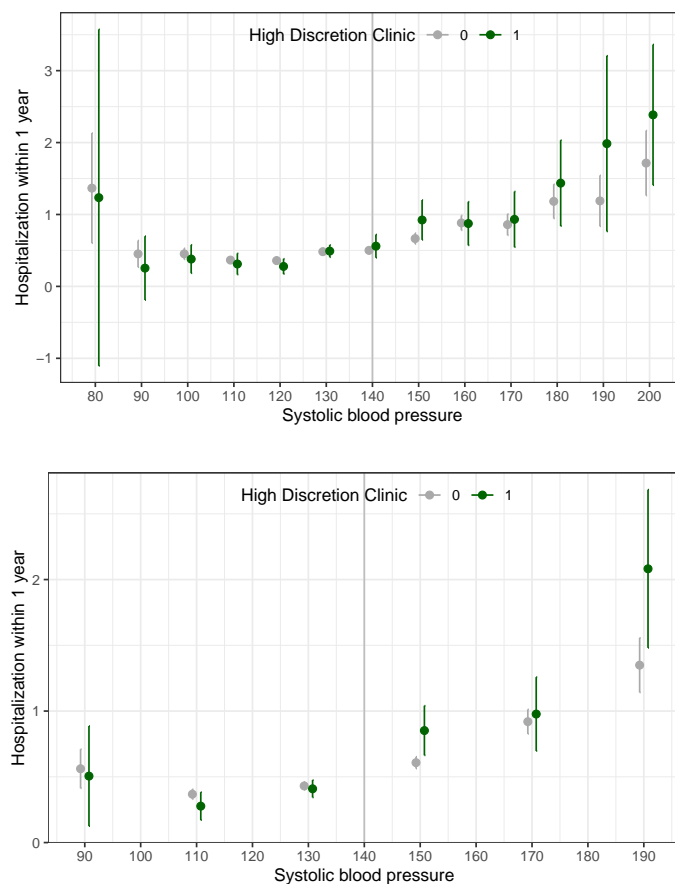 High Discretion Clinic 0 1
Hospitalization within 1 year
3
2
1
0
−1
80 90 100 110 120 130 140 150 160 170 180 190 200
Systolic blood pressure
High Discretion Clinic 0 1
Hospitalization within 1 year
2
1
0
90 100 110 120 130 140 150 160 170 180 190
Systolic blood pressure